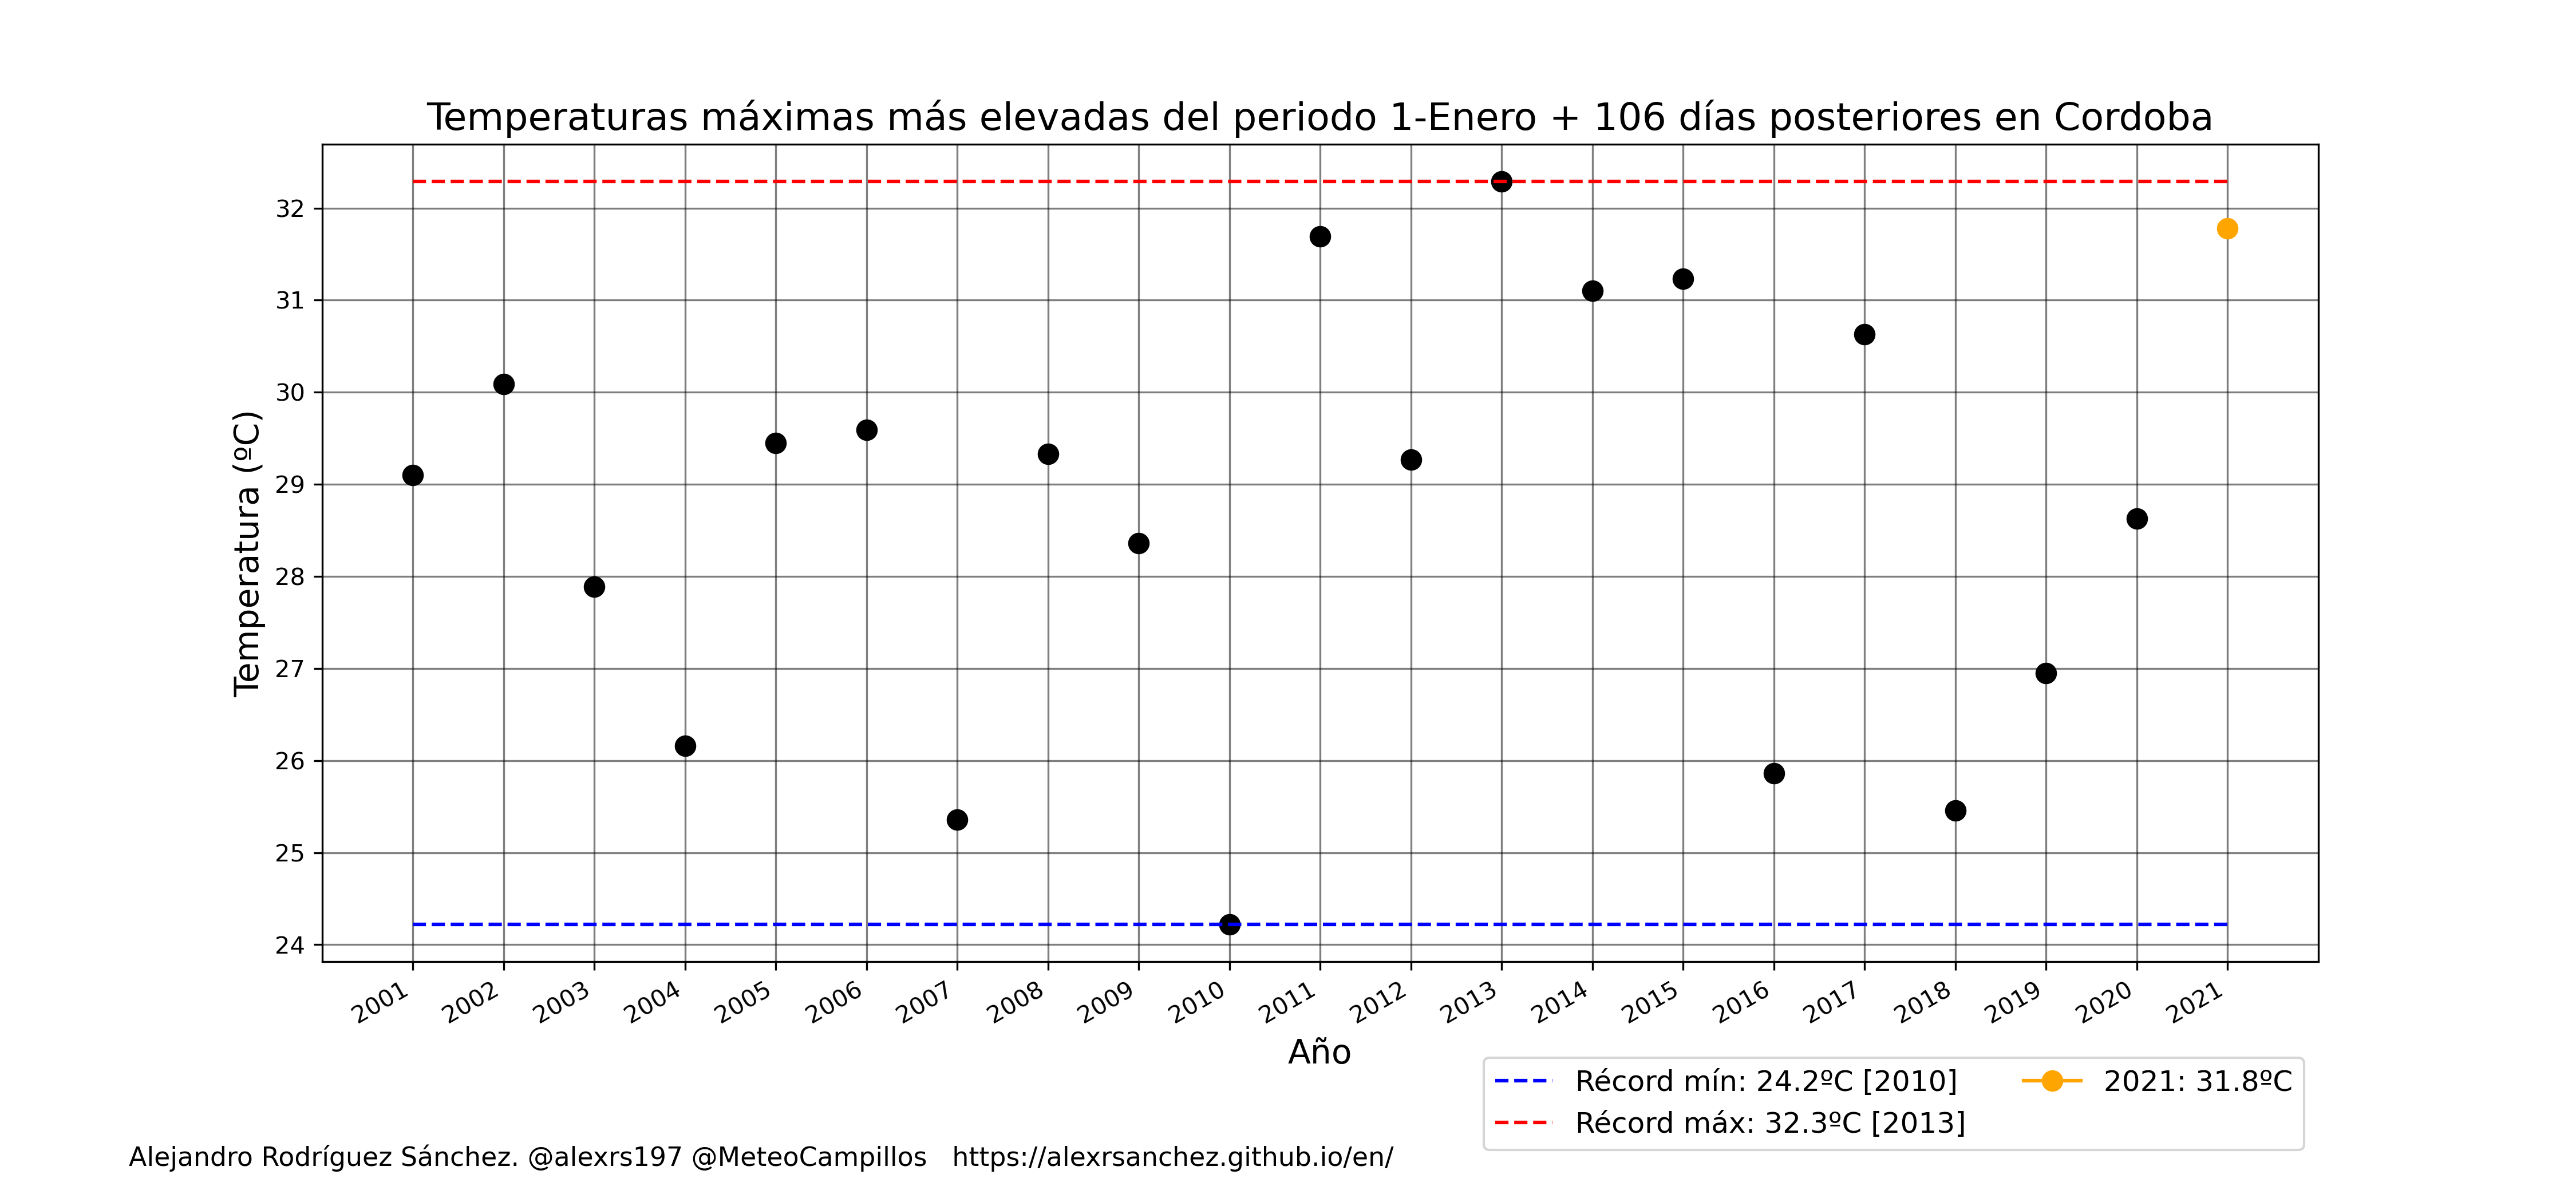 Temperaturas máximas más elevadas del periodo 1-Enero + 106 días posteriores en Cordoba
Temperatura (ºC)
32
31
30
29
28
27
26
25
24
2001 2002 2003 2004 2005 2006 2007 2008 2009 2010 2011 2012 2013 2014 2015 2016 2017 2018 2019 2020 2021
Año
Récord mín: 24.2ºC [2010]
Récord máx: 32.3ºC [2013]
2021: 31.8ºC
Alejandro Rodríguez Sánchez. @alexrs197 @MeteoCampillos https://alexrsanchez.github.io/en/